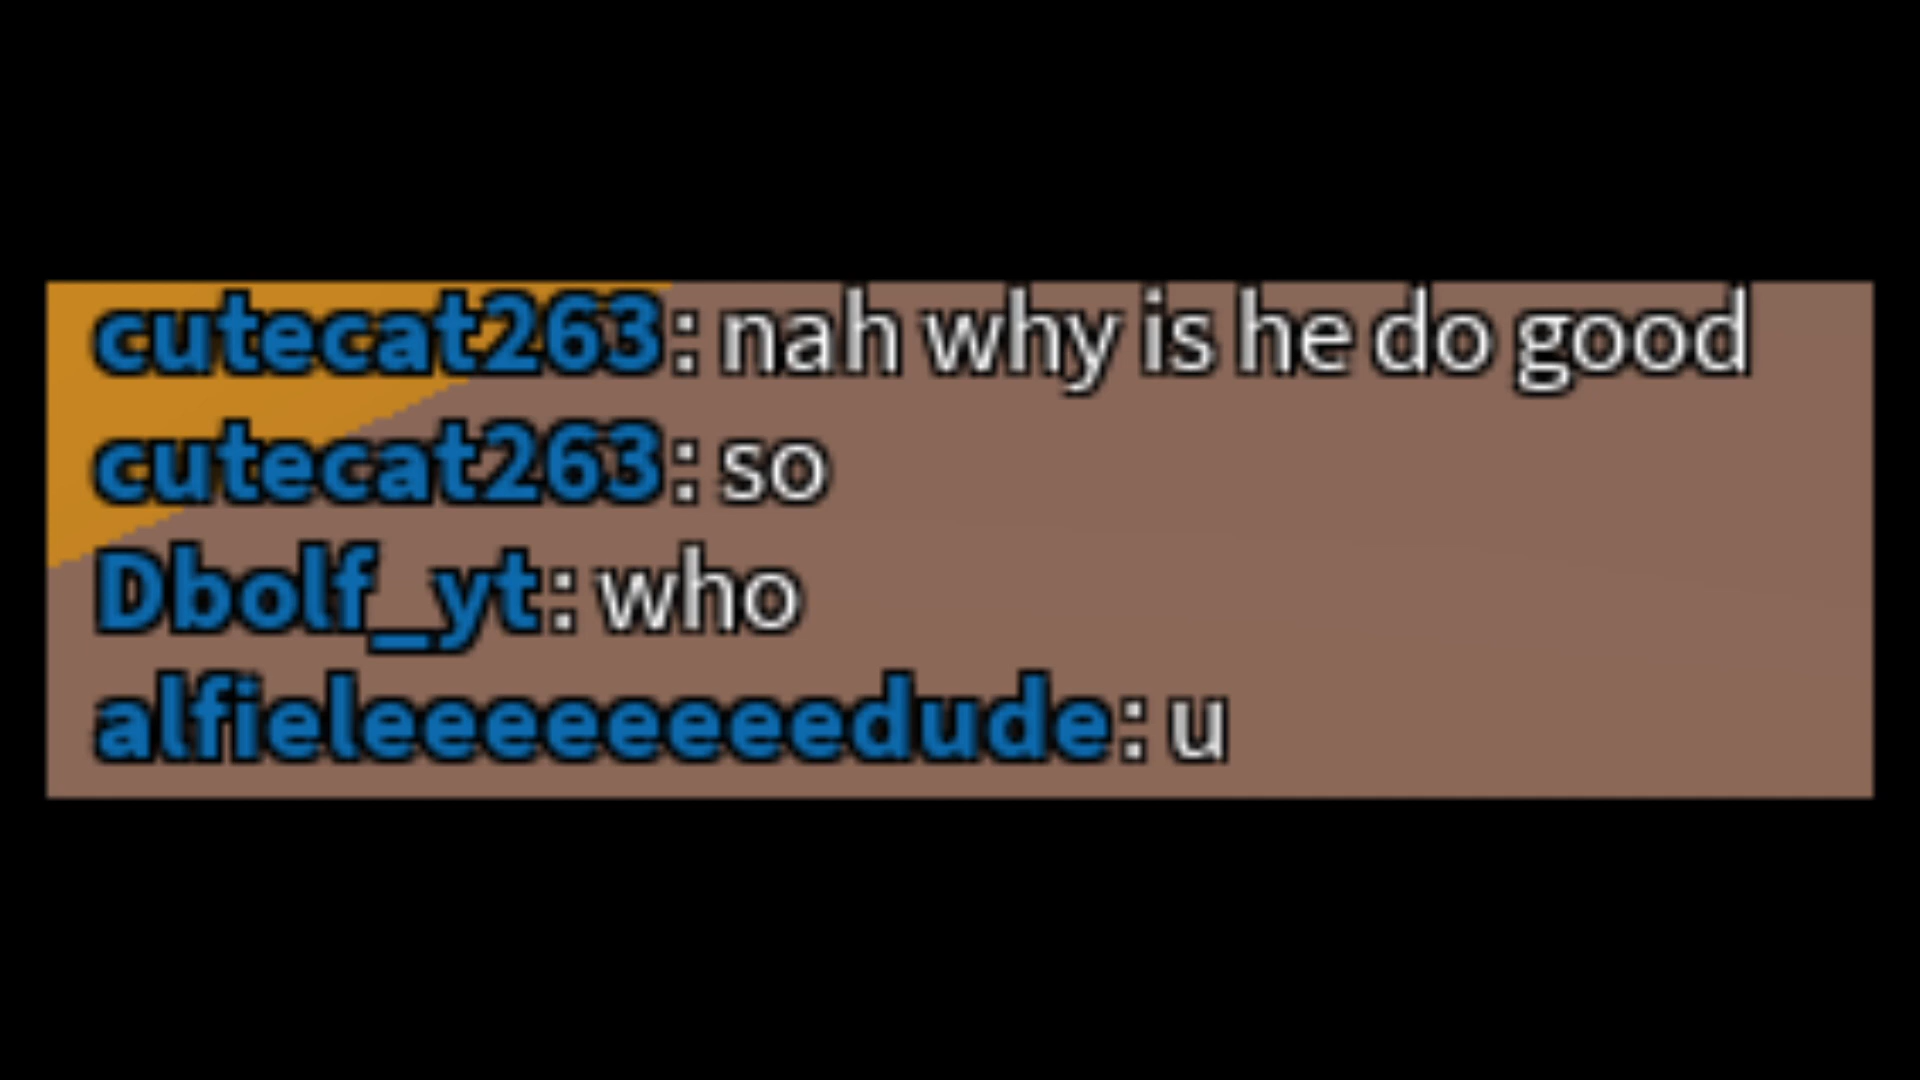 cutecat263: nah why is he do good
cutecat263: so
Dbolf_yt: who
alfieleeeeeeeeedude: u